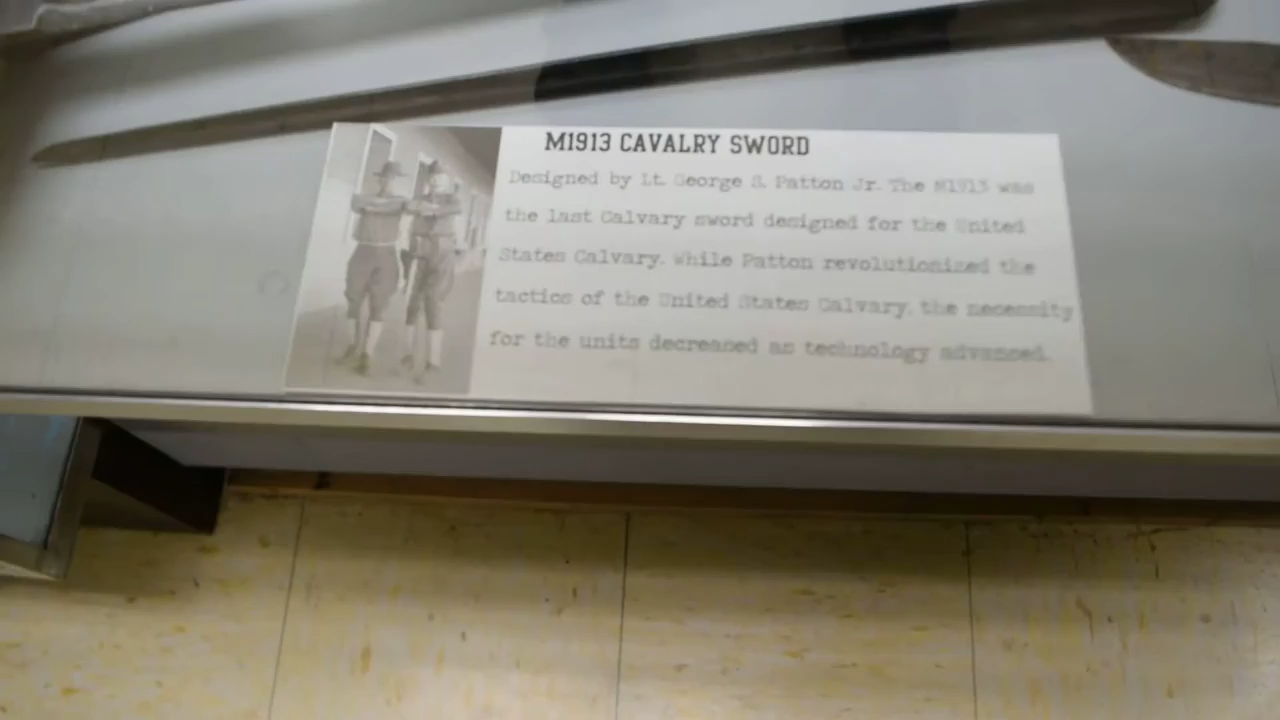 M1913 CAVALRY SWORD
Designed by Lt. George S. Patton Jr. The M1913 was
the last Calvary sword designed for the United
States Calvary. While Patton revolutionized the
tactics of the United States Calvary, the necessity
for the units decreased as technology advanced.